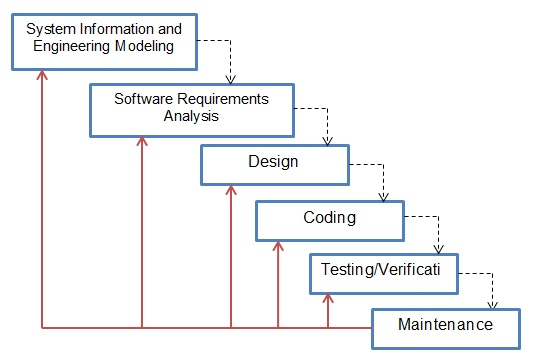 System Information and
Engineering Modeling
Software Requirements
Analysis
Design
Coding
Testing/Verificati
Maintenance